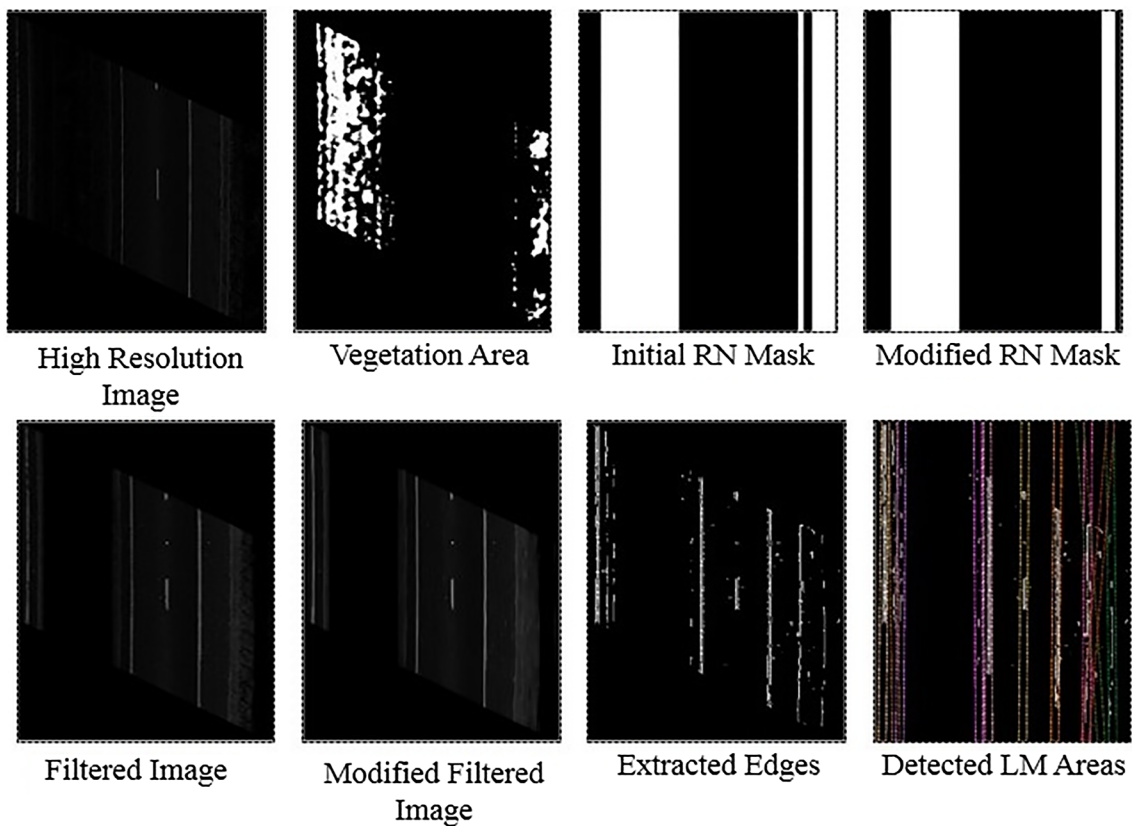 High Resolution
Image
Vegetation Area
Initial RN Mask
Modified RN Mask
Filtered Image
Modified Filtered
Image
Extracted Edges
Detected LM Areas